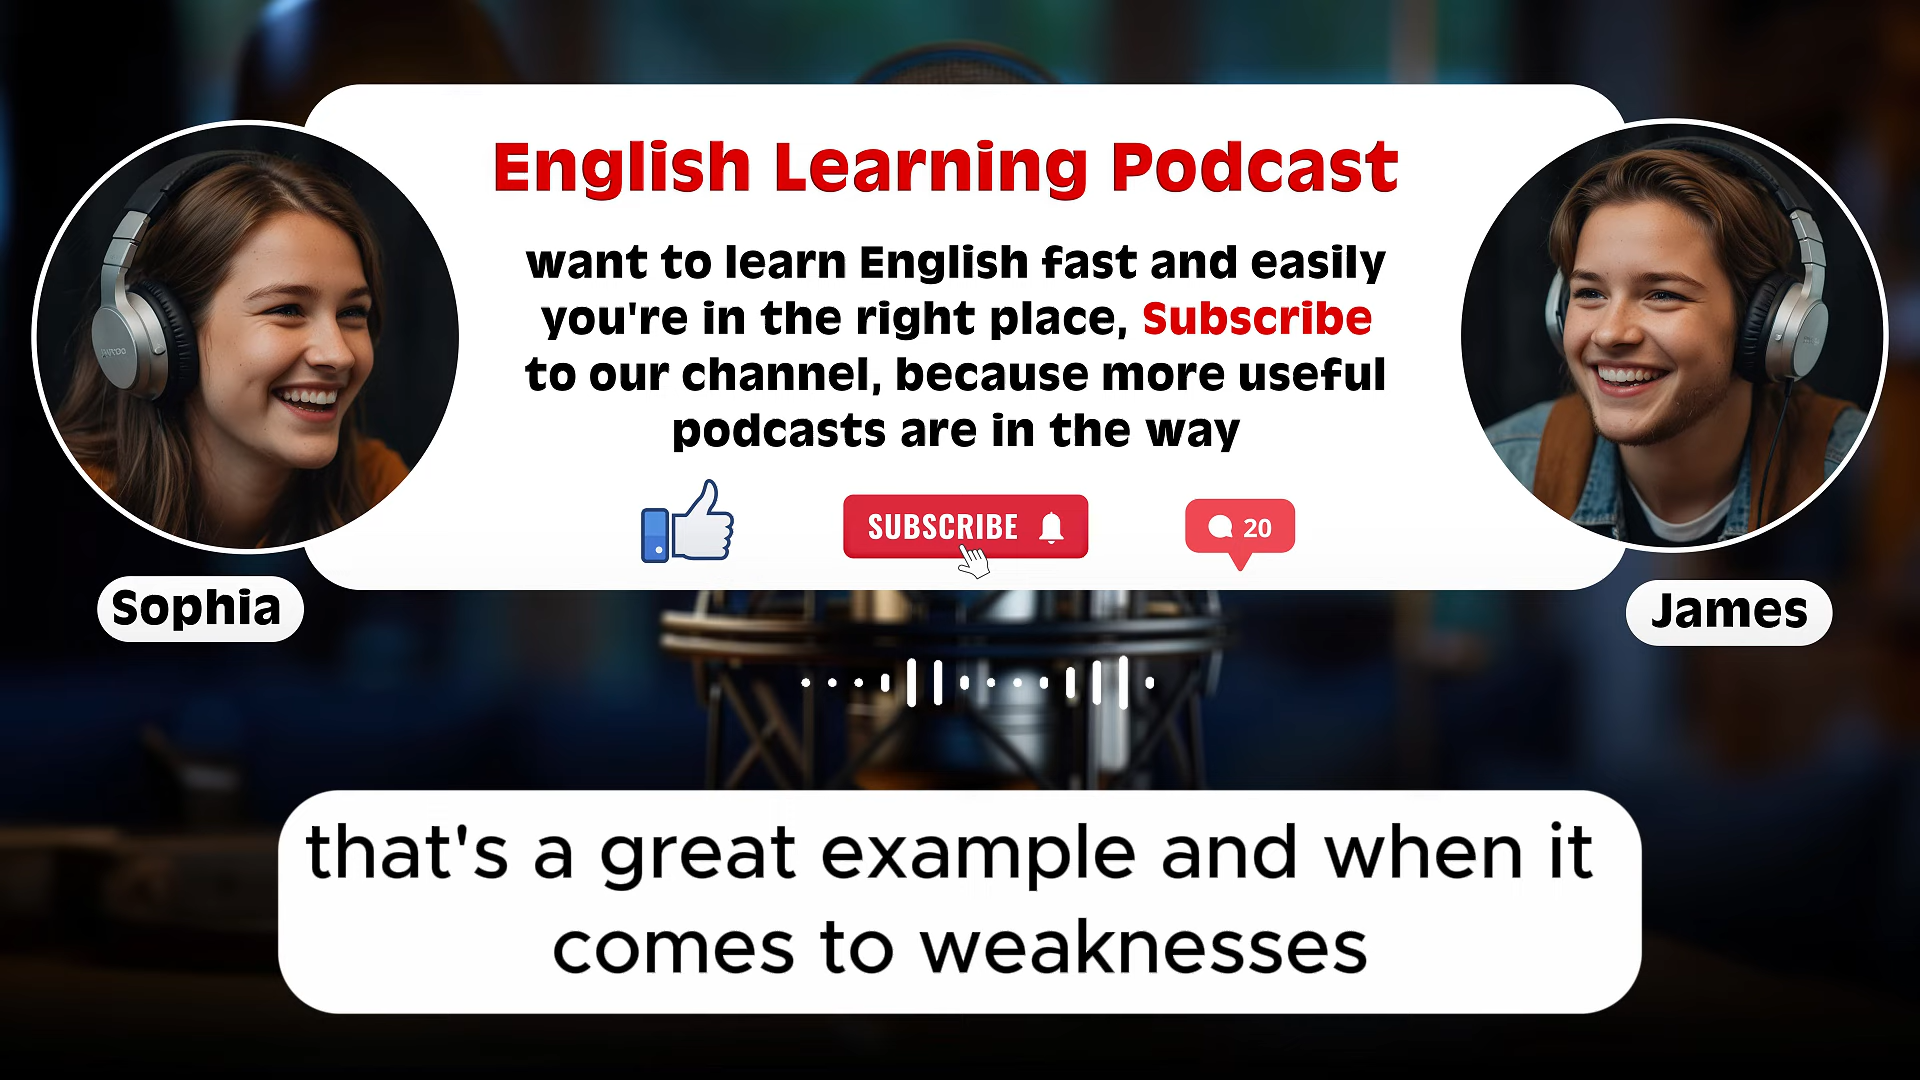 English Learning Podcast
want to learn English fast and easily
you're in the right place, Subscribe
to our channel, because more useful
podcasts are in the way
SUBSCRIBE
20
Sophia
James
that's a great example and when it
comes to weaknesses